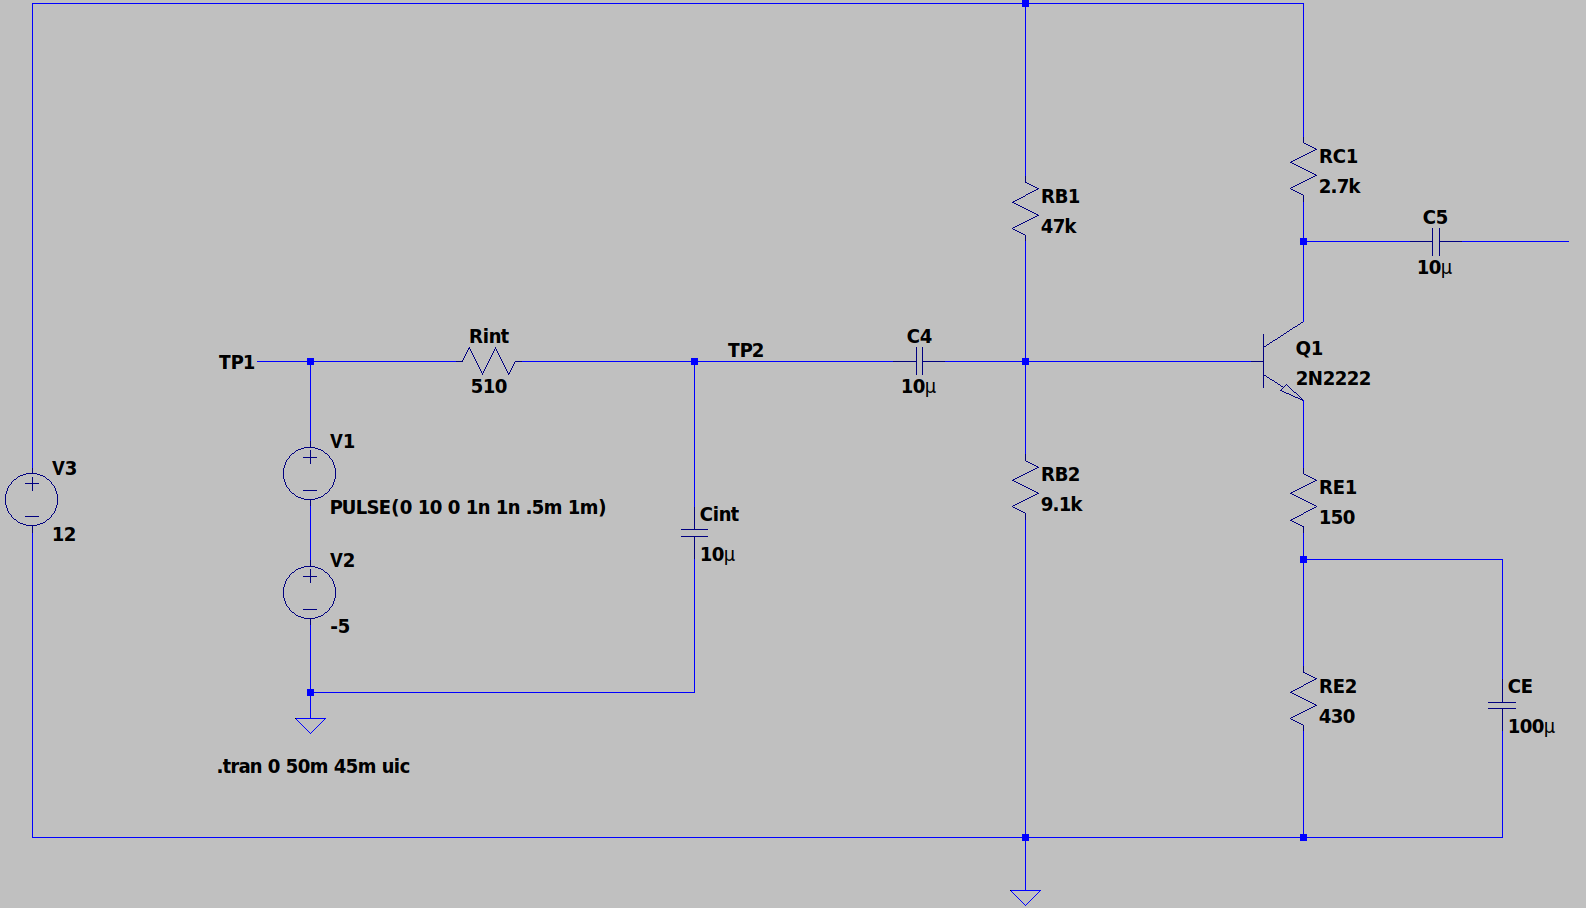 RC1
2.7k
RB1
47k
C5
10µ
Rint
510
TP1
TP2
C4
10µ
Q1
2N2222
V1
PULSE(0 10 0 1n 1n .5m 1m)
V3
12
RB2
9.1k
RE1
150
Cint
10µ
V2
-5
RE2
430
CE
100µ
.tran 0 50m 45m uic